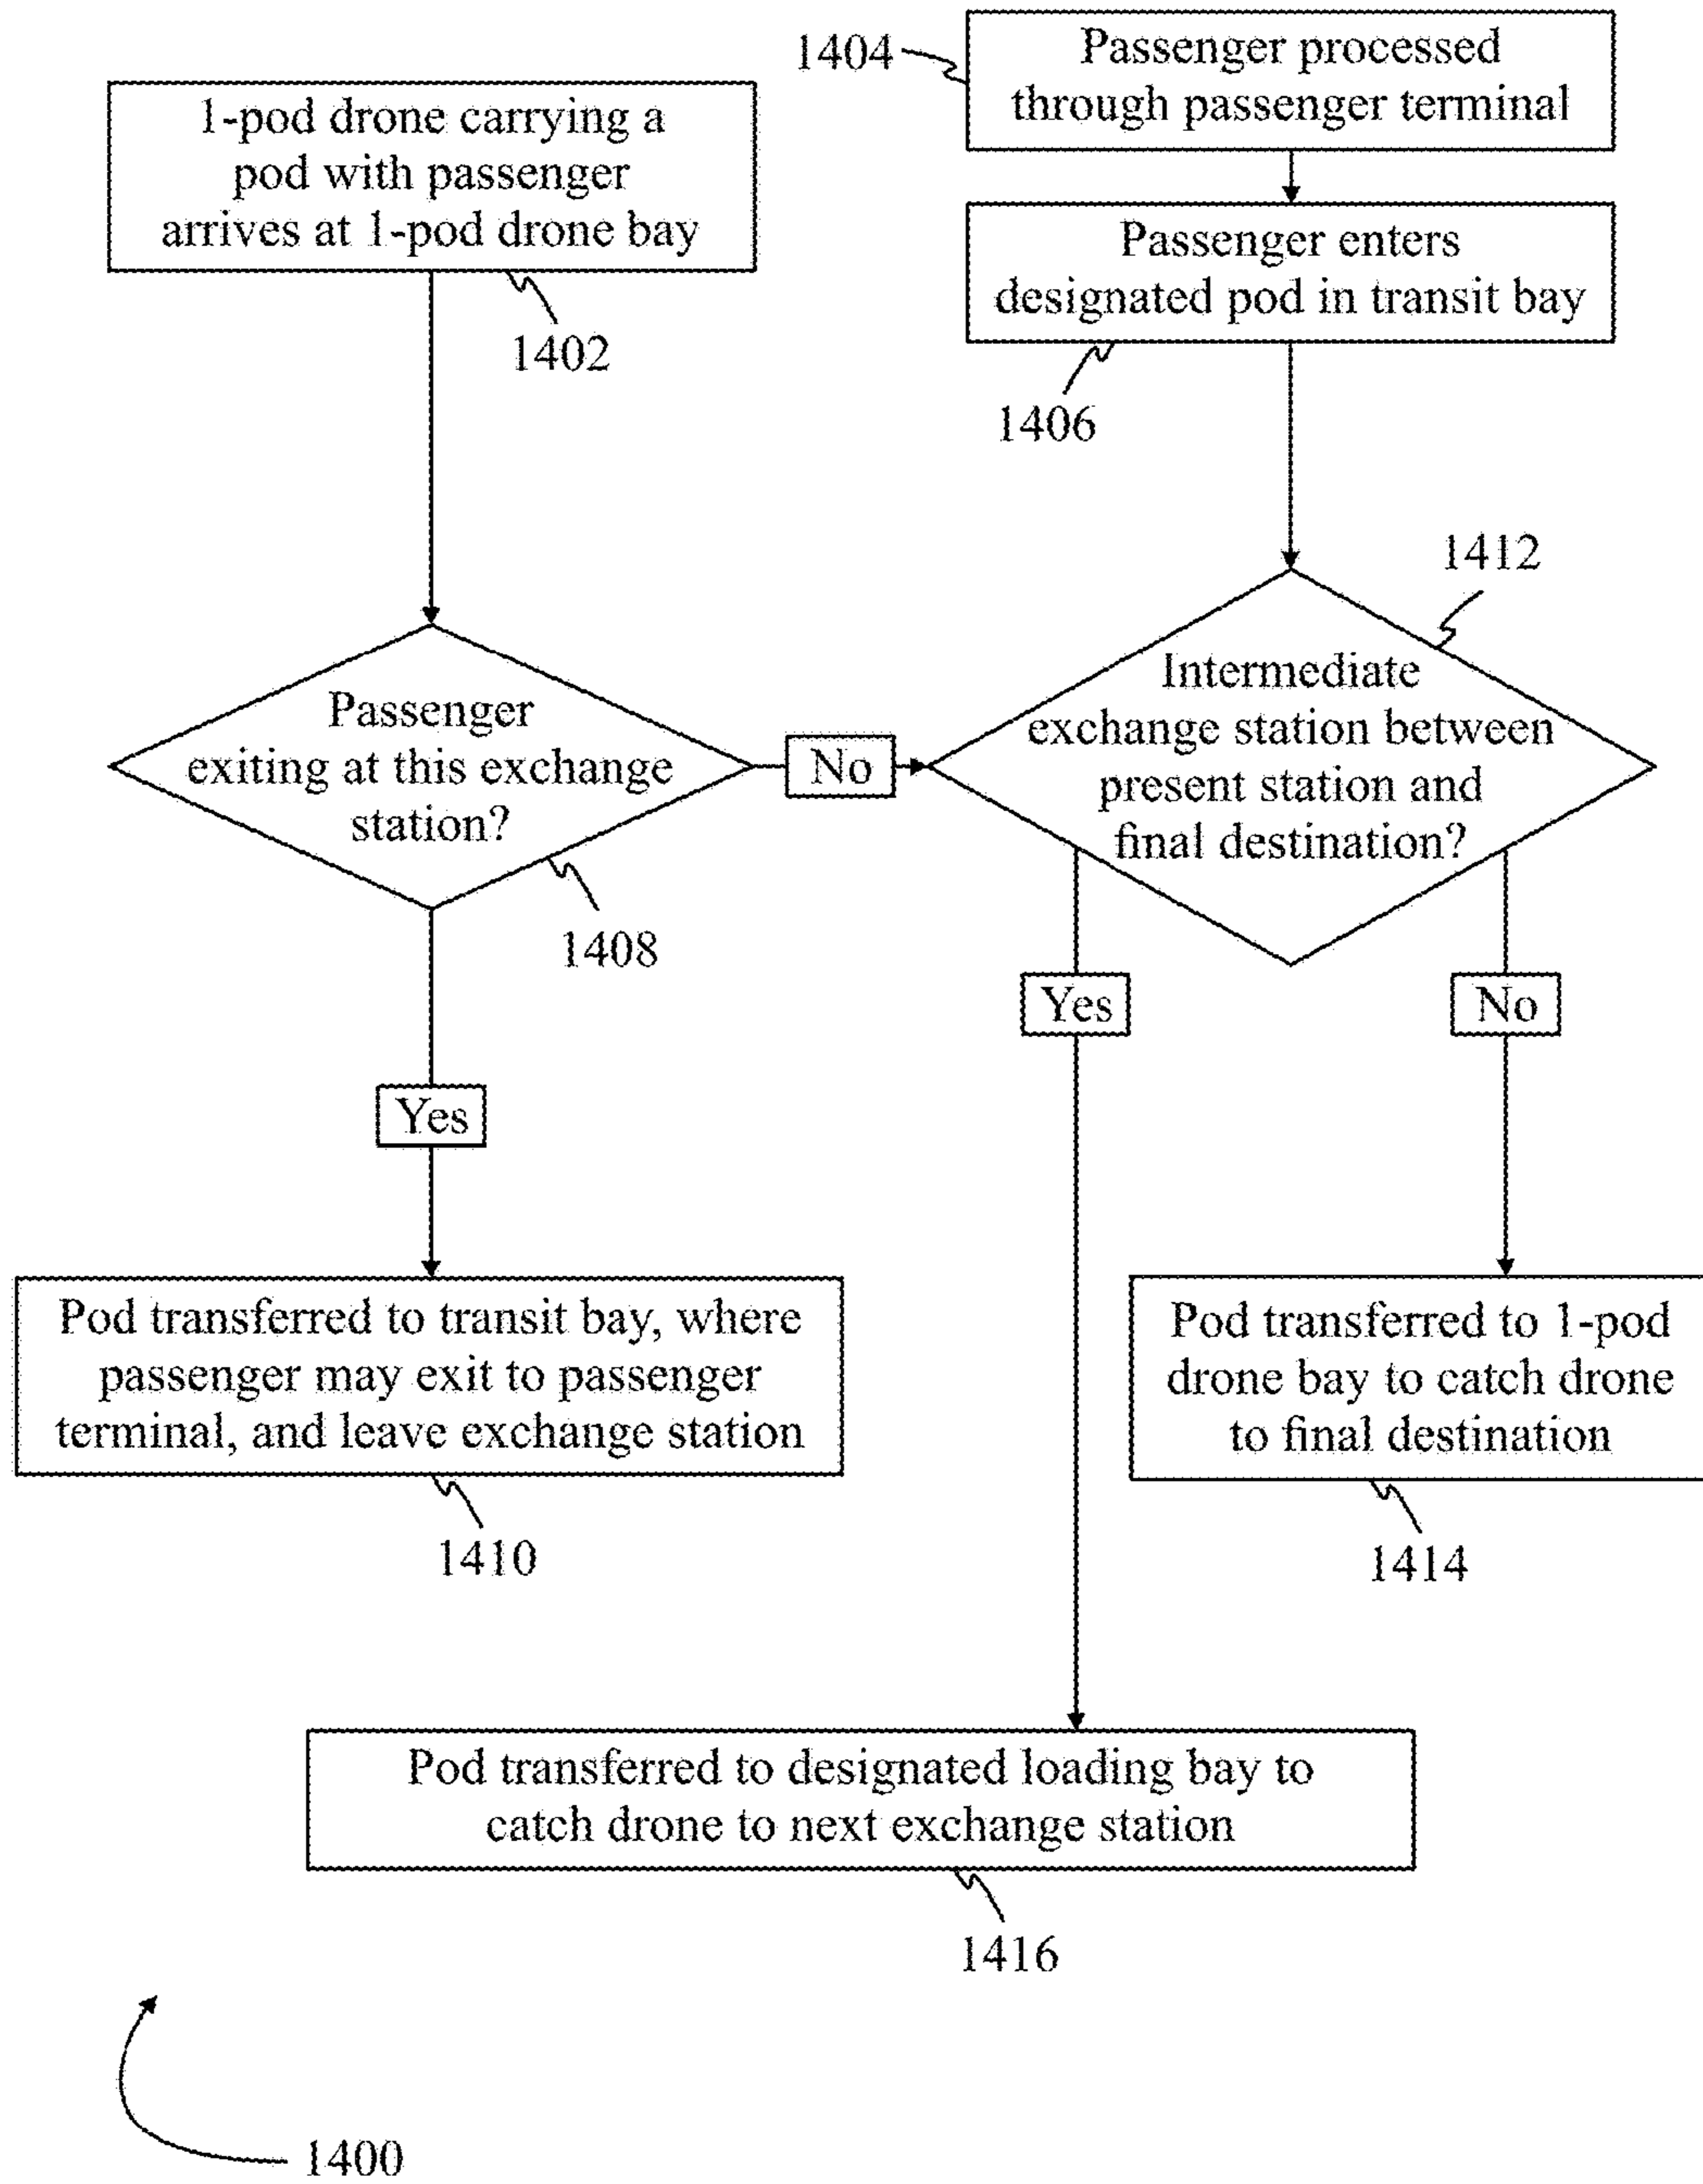 1404
Passenger processed
through passenger terminal
1-pod drone carrying a
pod with passenger
arrives at 1-pod drone bay
1402
Passenger enters
designated pod in transit bay
1406
1412
Passenger
exiting at this exchange
station?
1408
No
Intermediate
exchange station between
present station and
final destination?
Yes
No
Yes
Pod transferred to transit bay, where
passenger may exit to passenger
terminal, and leave exchange station
1410
Pod transferred to 1-pod
drone bay to catch drone
to final destination
1414
Pod transferred to designated loading bay to
catch drone to next exchange station
1416
1400